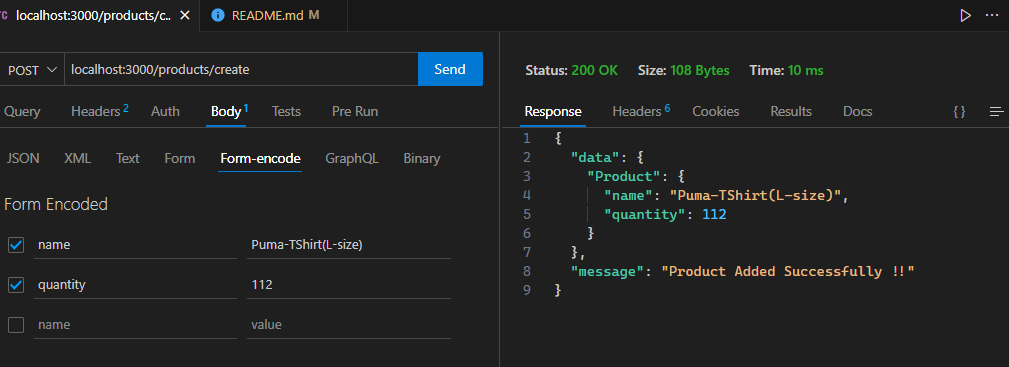 localhost:3000/products/c.. README.md M
POST localhost:3000/products/create Send
Query Headers 2 Auth Body 1 Tests Pre Run
JSON XML Text Form Form-encode GraphQL Binary
Form Encoded
name Puma-TShirt(L-size)
quantity 112
name value
Status: 200 OK Size: 108 Bytes Time: 10 ms
Response Headers 6 Cookies Results Docs { }
1 {
2 "data": {
3 "Product": {
4 "name": "Puma-TShirt(L-size)",
5 "quantity": 112
6 }
7 },
8 "message": "Product Added Successfully !!"
9 }